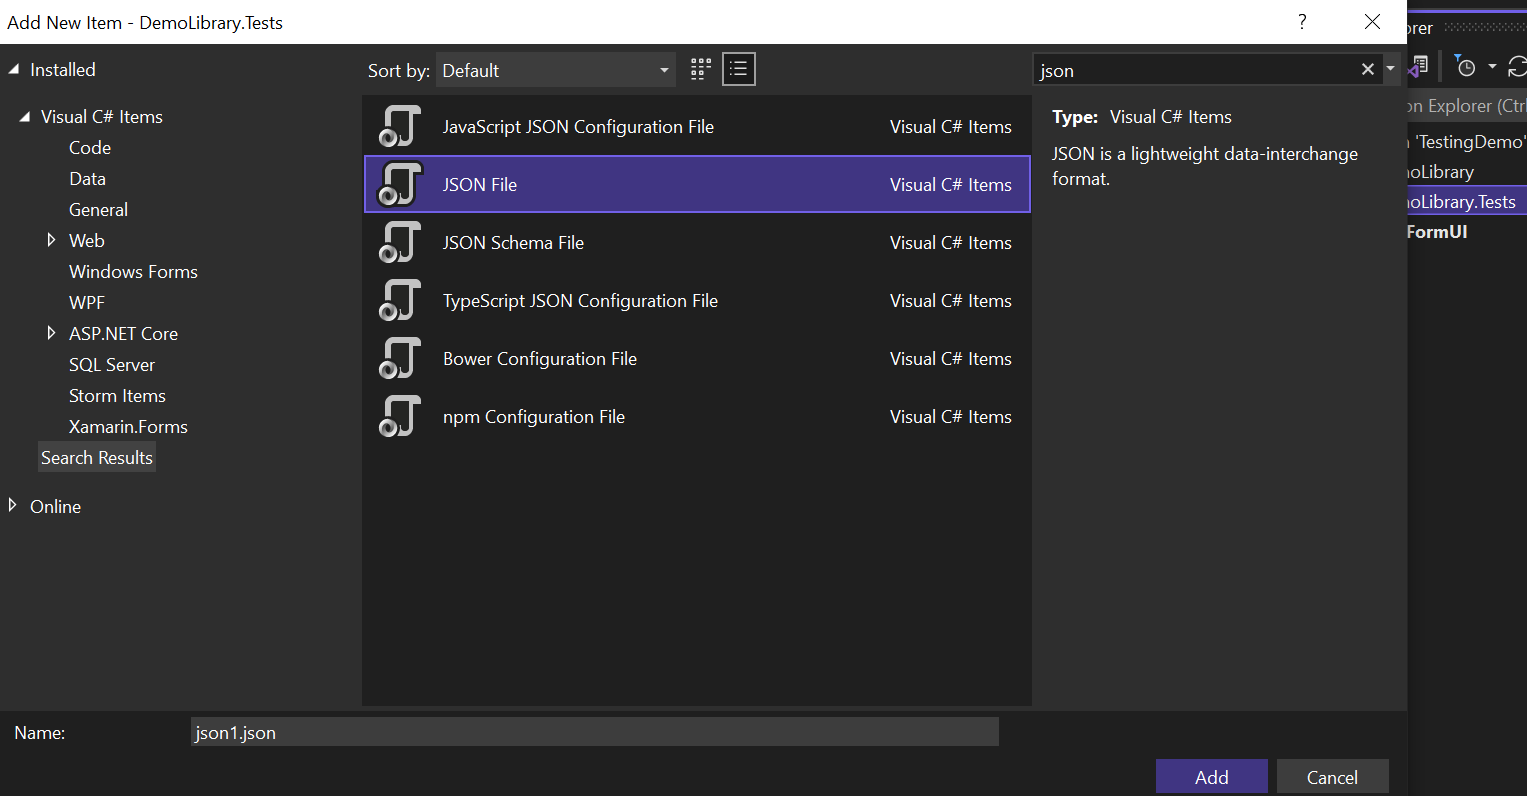 Add New Item - DemoLibrary.Tests
?
Installed
Visual C# Items
Code
Data
General
Web
Windows Forms
WPF
ASP.NET Core
SQL Server
Storm Items
Xamarin.Forms
Search Results
Online
Sort by: Default
JavaScript JSON Configuration File Visual C# Items
JSON File Visual C# Items
JSON Schema File Visual C# Items
TypeScript JSON Configuration File Visual C# Items
Bower Configuration File Visual C# Items
npm Configuration File Visual C# Items
json
Type: Visual C# Items
JSON is a lightweight data-interchange
format.
Name: json1.json
Add Cancel
orer
on Explorer (Ctrl
n 'TestingDemo'
noLibrary
noLibrary.Tests
FormUI